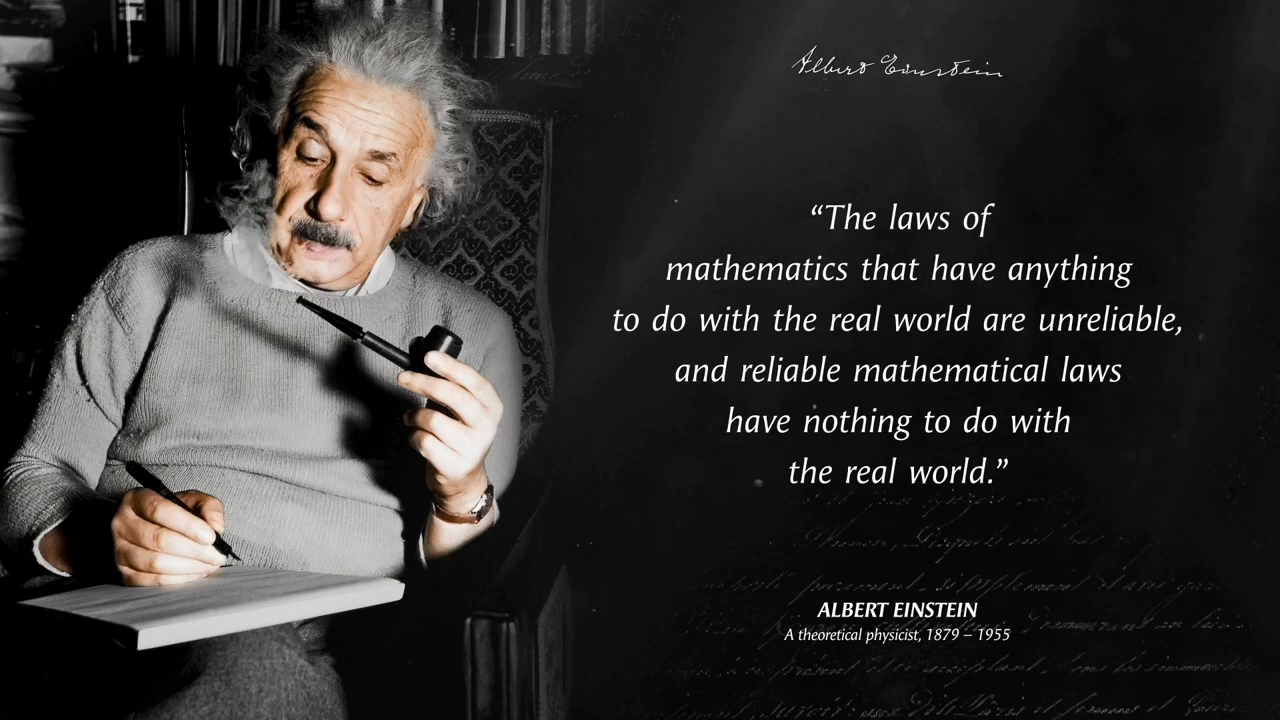 Albert Einstein
“The laws of
mathematics that have anything
to do with the real world are unreliable,
and reliable mathematical laws
have nothing to do with
the real world.”
ALBERT EINSTEIN
A theoretical physicist, 1879 – 1955